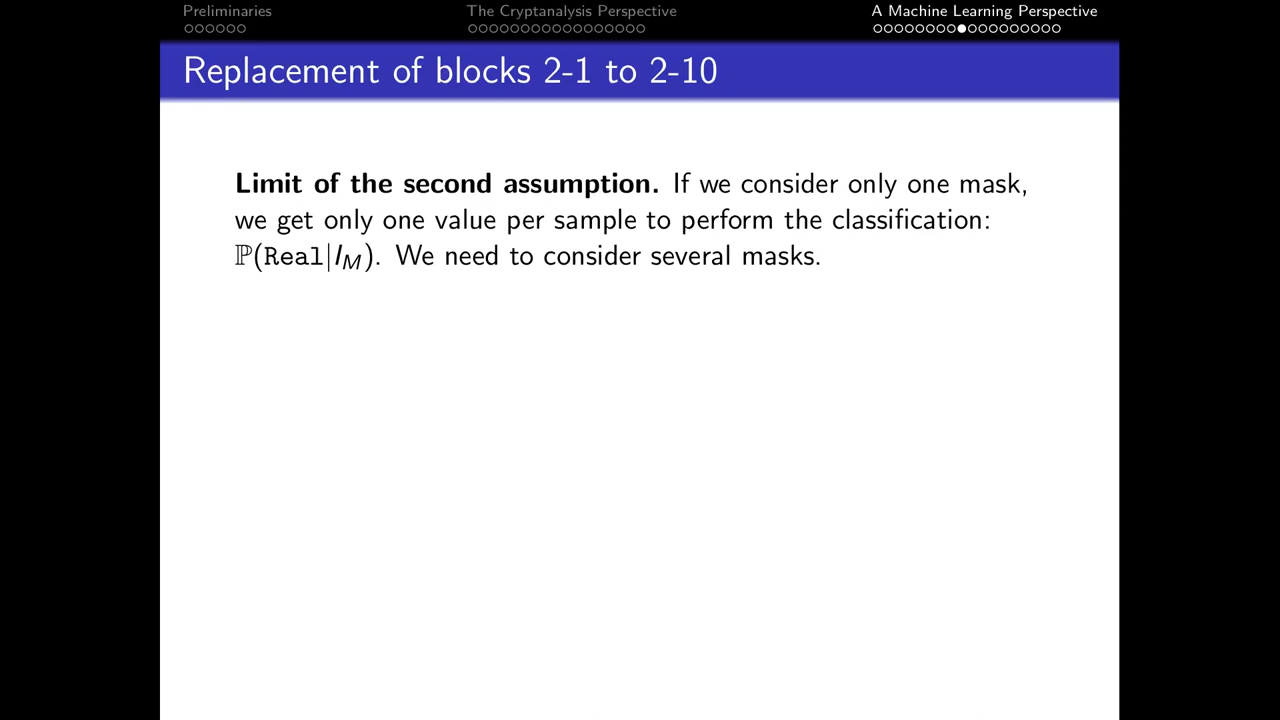 Preliminaries
The Cryptanalysis Perspective
A Machine Learning Perspective
Replacement of blocks 2-1 to 2-10
Limit of the second assumption. If we consider only one mask,
we get only one value per sample to perform the classification:
ℙ(Real|I_M). We need to consider several masks.